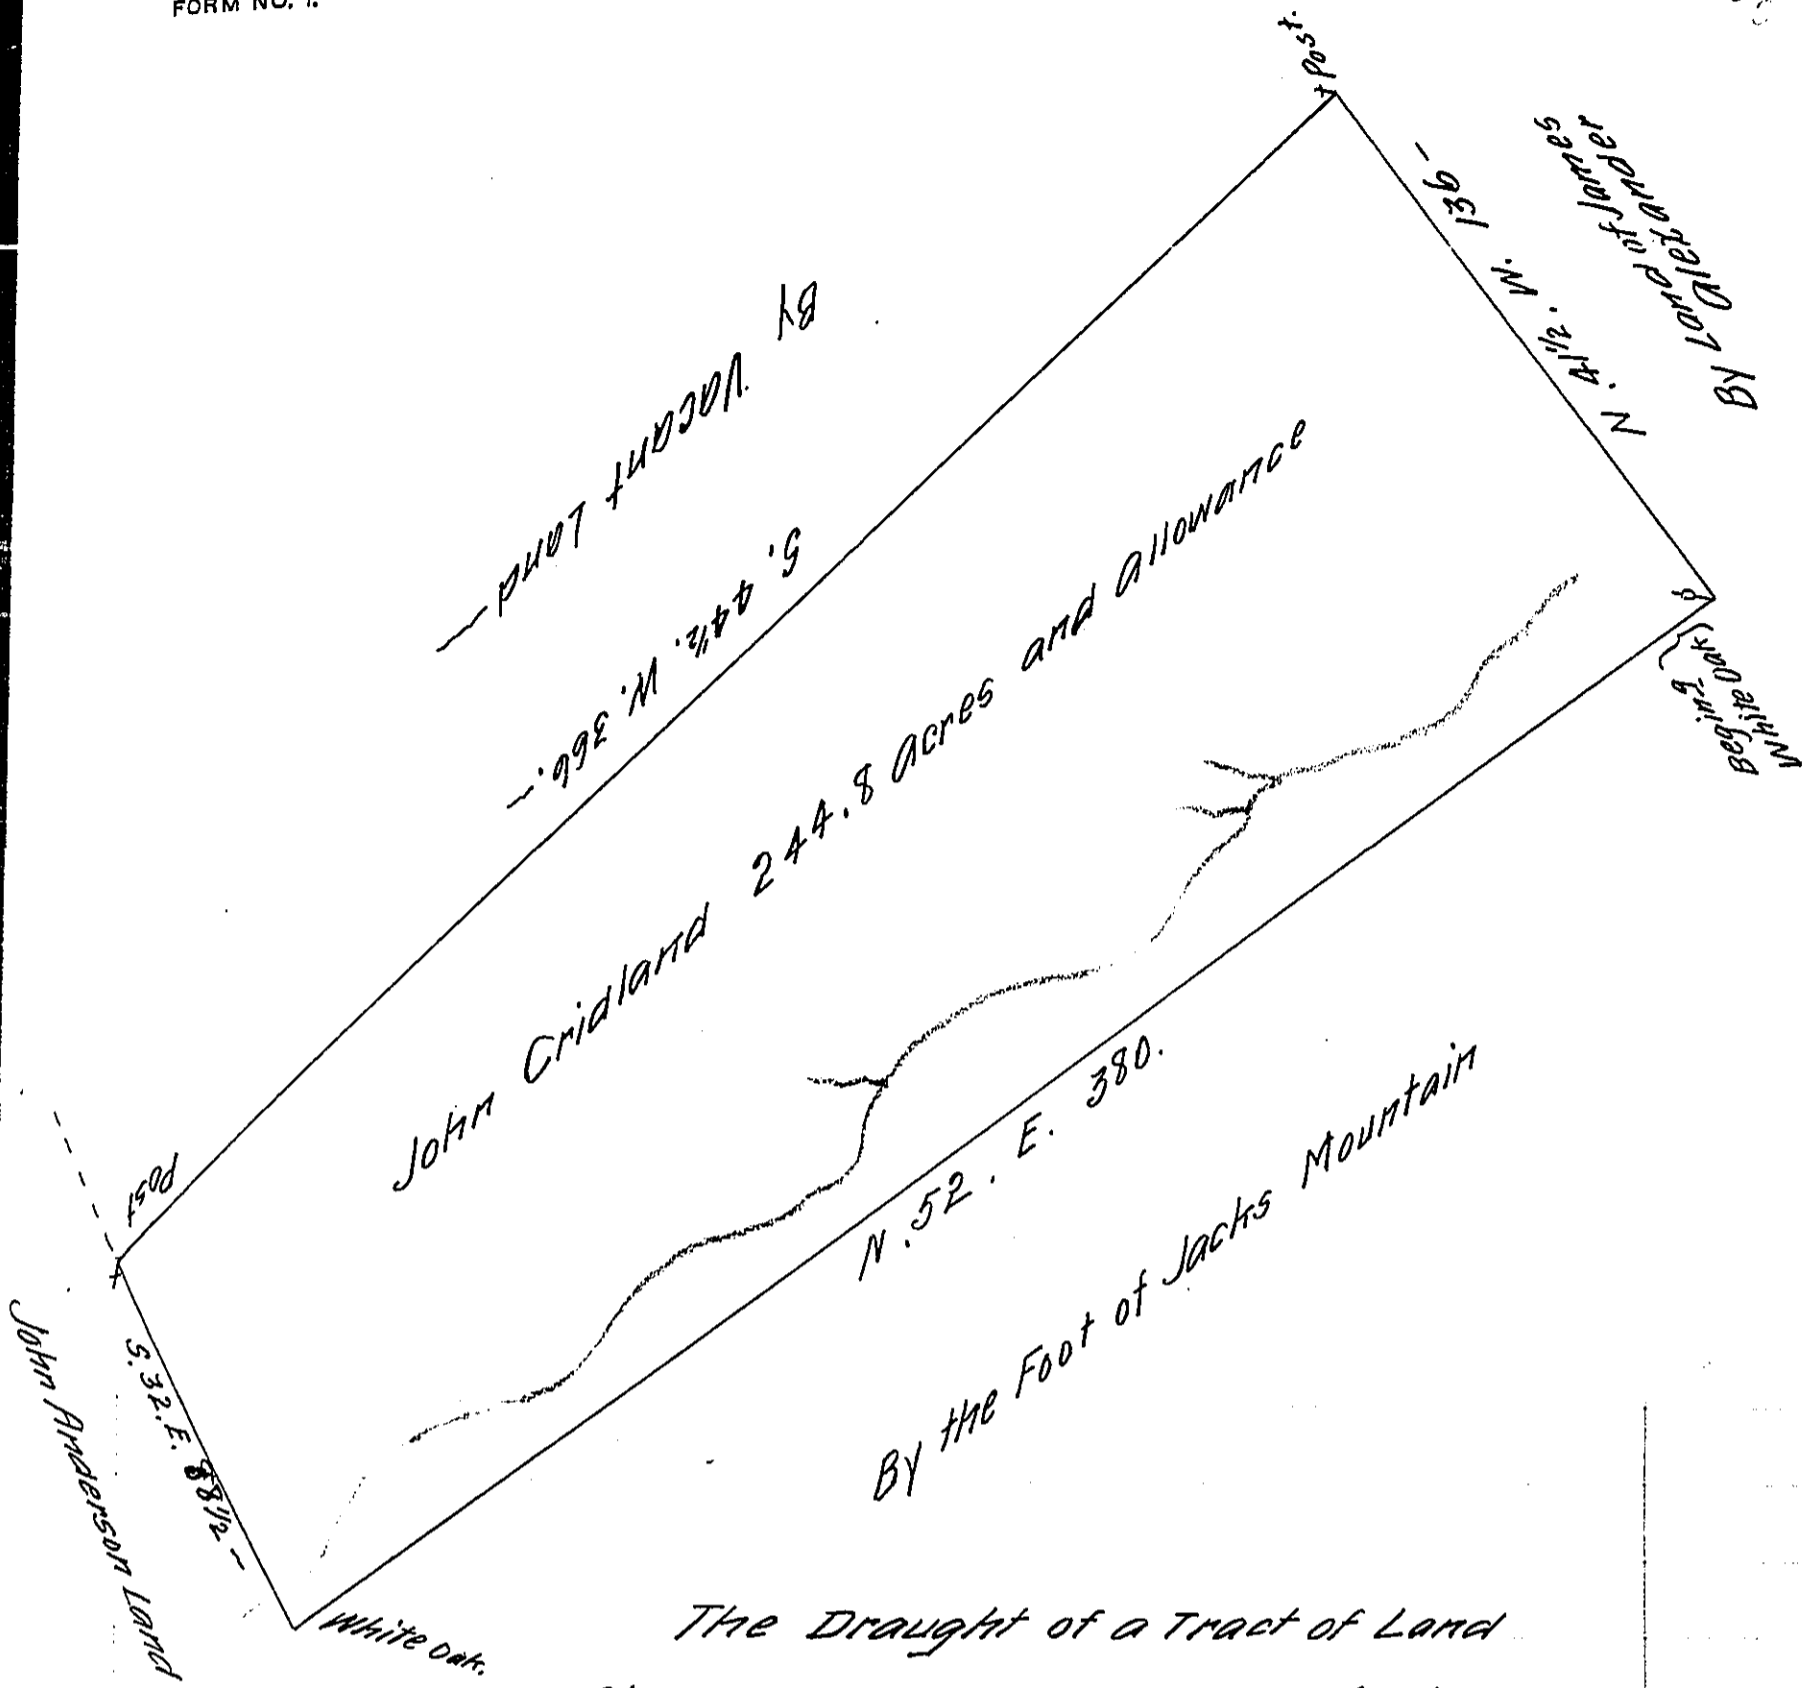 FORM NO. 1.
Post.
N. 41½. W. 136 -
By Land of James
Alexander
By Vacant Land
S. 44½. W. 366.
John Cridland 244.8 Acres and Allowance
Begin'g
White Oak
Post
S. 32. E. 88 1/2 -
John Anderson Land
N. 52. E. 380.
By the Foot of Jacks Mountain
White Oak.
The Draught of a Tract of Land